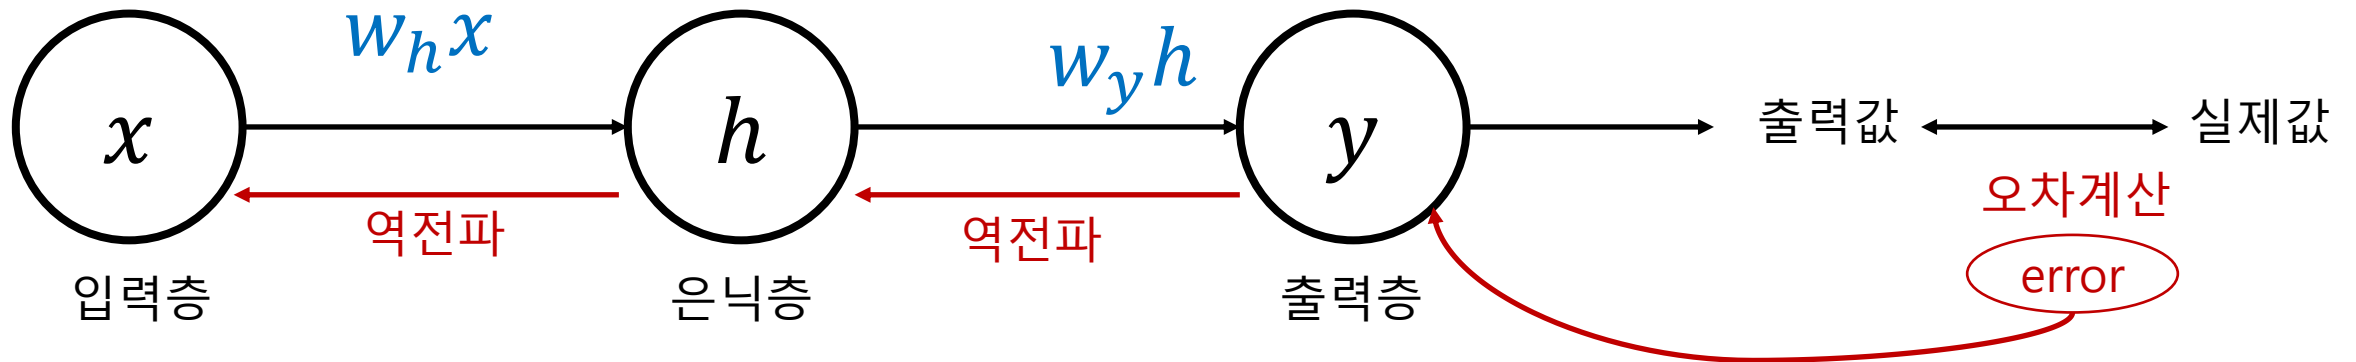 w_h x
w_y h
x
h
y
출력값
실제값
역전파
역전파
오차계산
error
입력층
은닉층
출력층